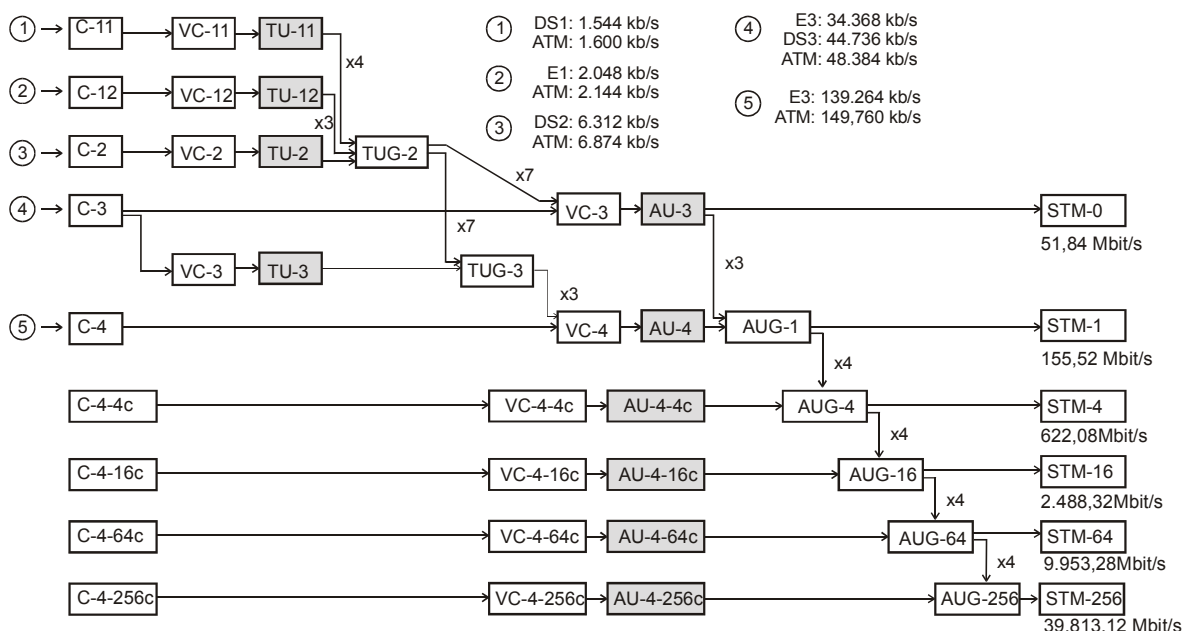 1 C-11 VC-11 TU-11
x4
2 C-12 VC-12 TU-12
x3
3 C-2 VC-2 TU-2 TUG-2
x7
1 DS1: 1.544 kb/s
ATM: 1.600 kb/s
2 E1: 2.048 kb/s
ATM: 2.144 kb/s
3 DS2: 6.312 kb/s
ATM: 6.874 kb/s
4 E3: 34.368 kb/s
DS3: 44.736 kb/s
ATM: 48.384 kb/s
5 E3: 139.264 kb/s
ATM: 149,760 kb/s
4 C-3 VC-3 AU-3 STM-0
x7
51,84 Mbit/s
VC-3 TU-3 TUG-3
x3
x3
5 C-4 VC-4 AU-4 AUG-1 STM-1
155,52 Mbit/s
x4
C-4-4c VC-4-4c AU-4-4c AUG-4 STM-4
622,08Mbit/s
x4
C-4-16c VC-4-16c AU-4-16c AUG-16 STM-16
2.488,32Mbit/s
x4
C-4-64c VC-4-64c AU-4-64c AUG-64 STM-64
9.953,28Mbit/s
x4
C-4-256c VC-4-256c AU-4-256c AUG-256 STM-256
39.813,12 Mbit/s